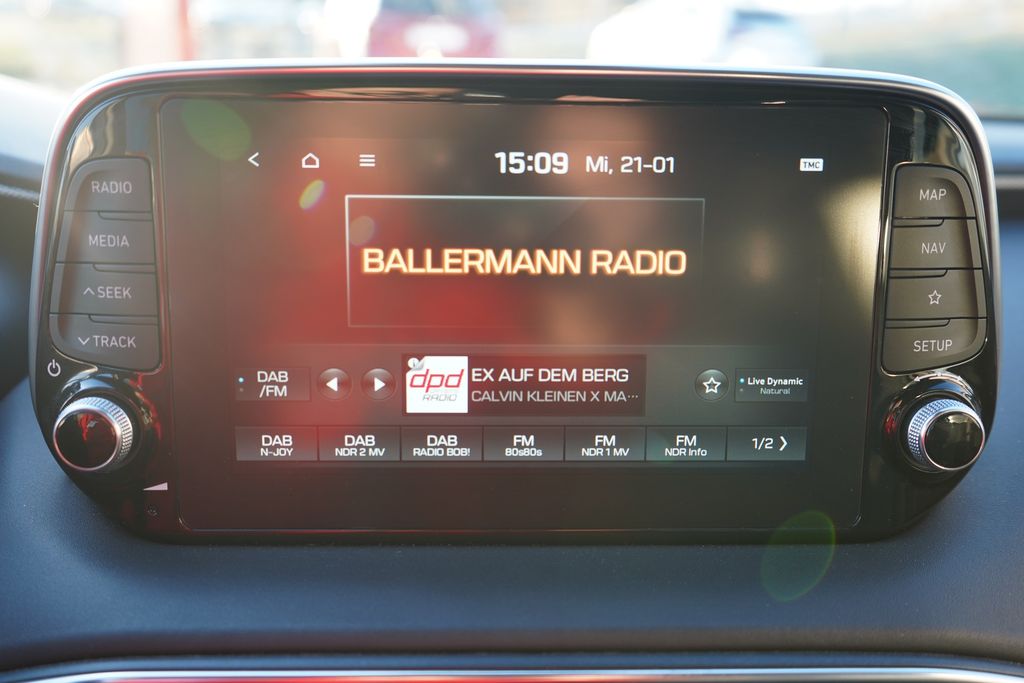 15:09 Mi, 21-01
TMC
RADIO
MEDIA
SEEK
TRACK
BALLERMANN RADIO
MAP
NAV
SETUP
DAB
/FM
dpd
RADIO
EX AUF DEM BERG
CALVIN KLEINEN X MA···
Live Dynamic
Natural
DAB
N-JOY
DAB
NDR 2 MV
DAB
RADIO BOB!
FM
80s80s
FM
NDR 1 MV
FM
NDR Info
1/2